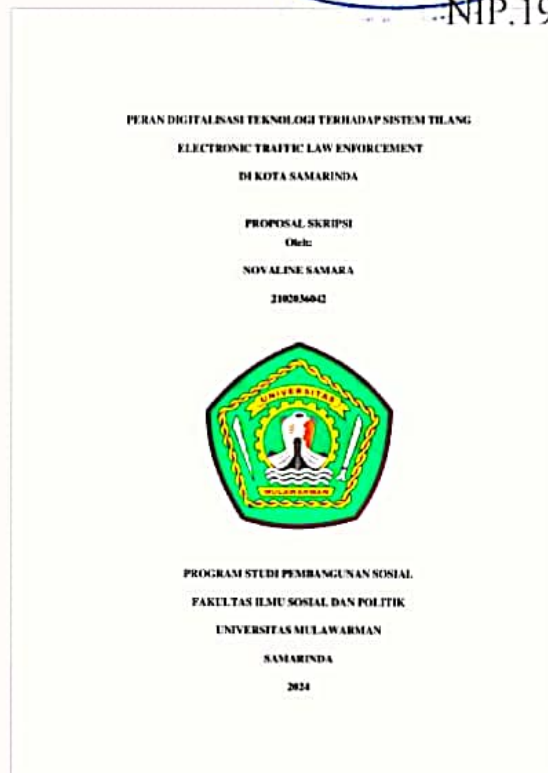 NIP.19
PERAN DIGITALISASI TEKNOLOGI TERHADAP SISTEM TILANG
ELECTRONIC TRAFFIC LAW ENFORCEMENT
DI KOTA SAMARINDA
PROPOSAL SKRIPSI
Oleh:
NOVALINE SAMARA
2102036042
UNIVERSITAS
MULAWARMAN
PROGRAM STUDI PEMBANGUNAN SOSIAL
FAKULTAS ILMU SOSIAL DAN POLITIK
UNIVERSITAS MULAWARMAN
SAMARINDA
2024